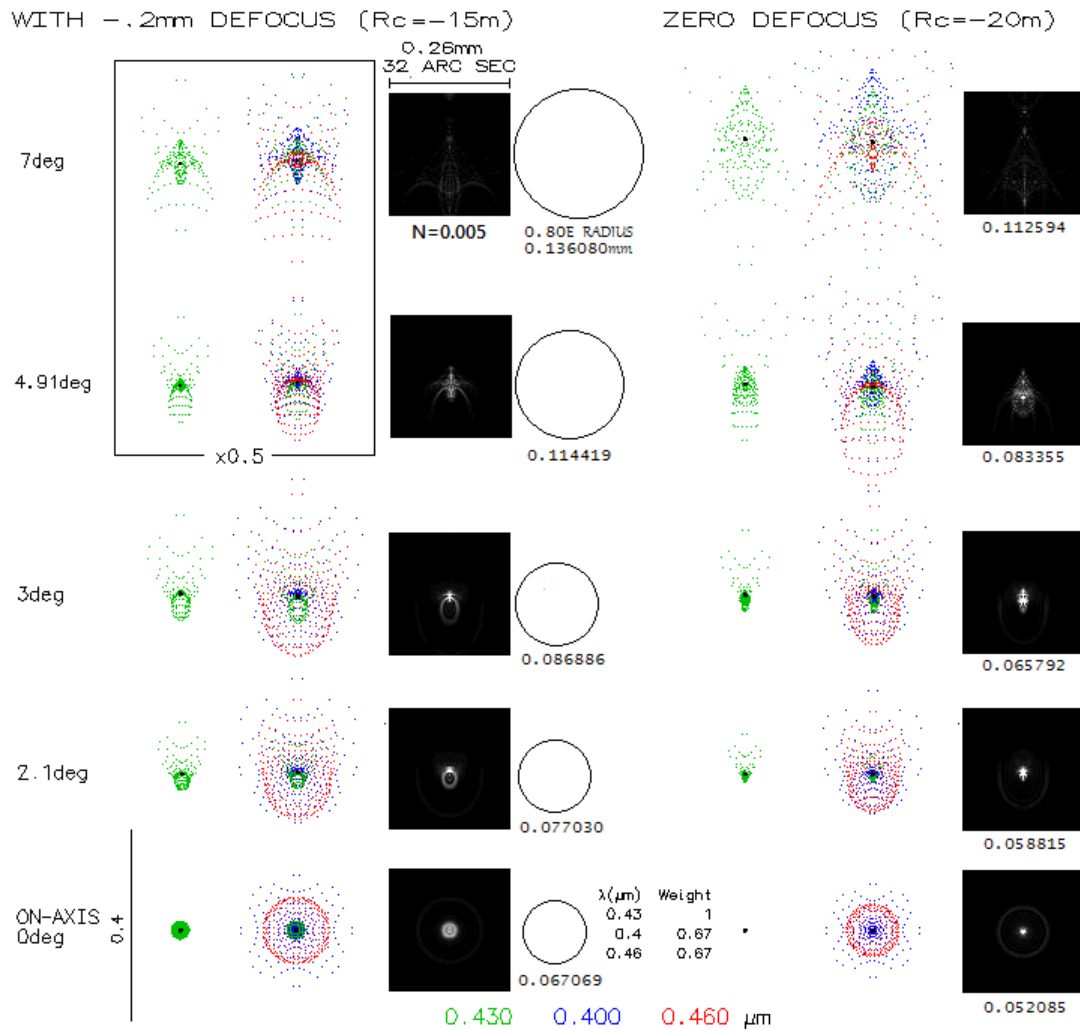 WITH -.2mm DEFOCUS (Rc=-15m)
ZERO DEFOCUS (Rc=-20m)
0.26mm
32 ARC SEC
7deg
N=0.005
0.80E RADIUS
0.136080mm
0.112594
4.91deg
x0.5
0.114419
0.083355
3deg
0.086886
0.065792
2.1deg
0.077030
0.058815
ON-AXIS
0deg
0.4
0.067069
λ(μm) Weight
0.43 1
0.4 0.67
0.46 0.67
0.052085
0.430 0.400 0.460 μm